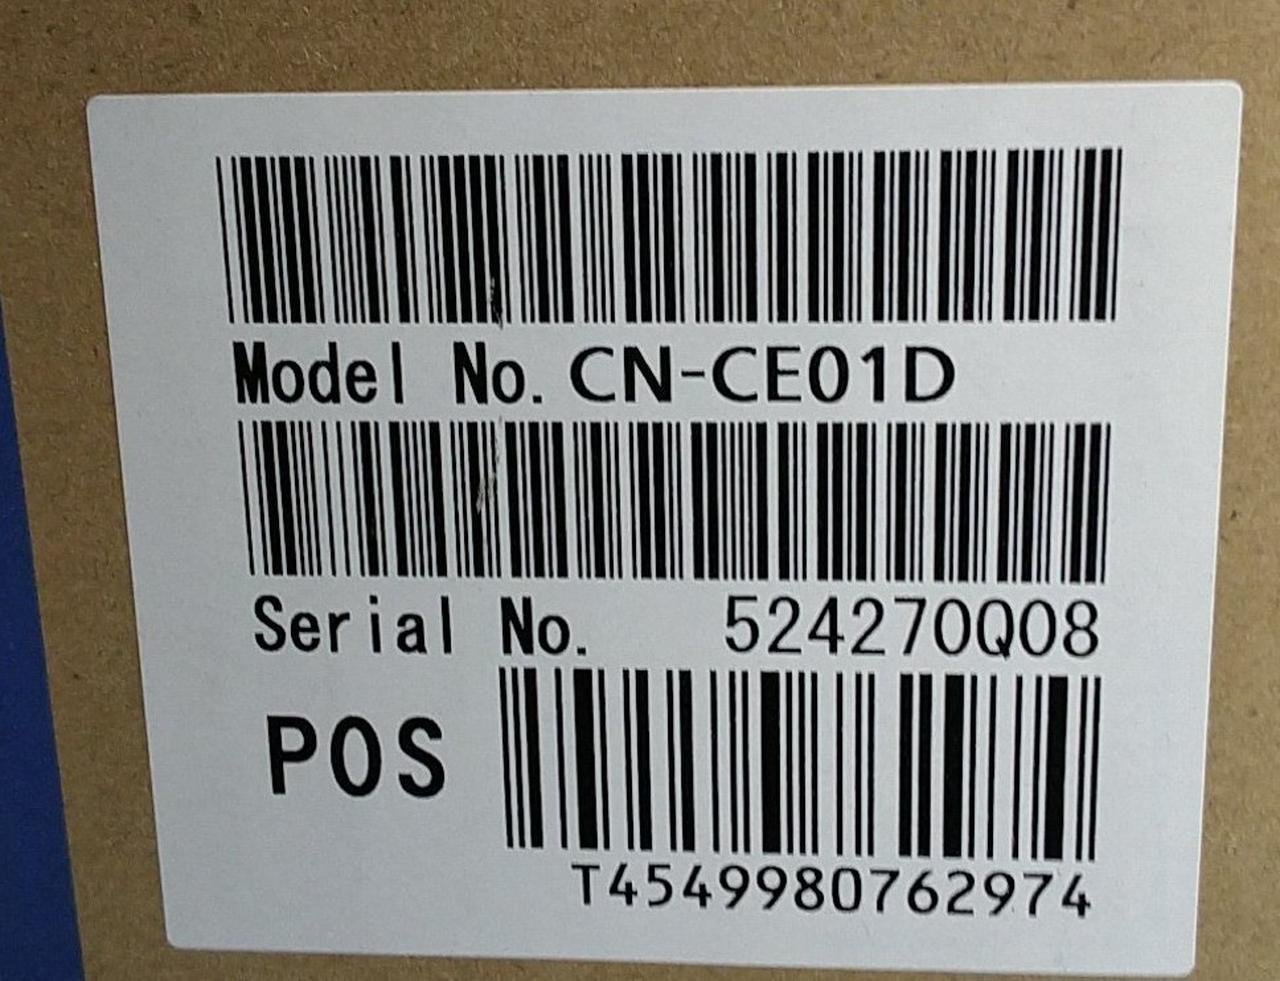 Model No. CN-CE01D
Serial No. 524270Q08
POS
T4549980762974